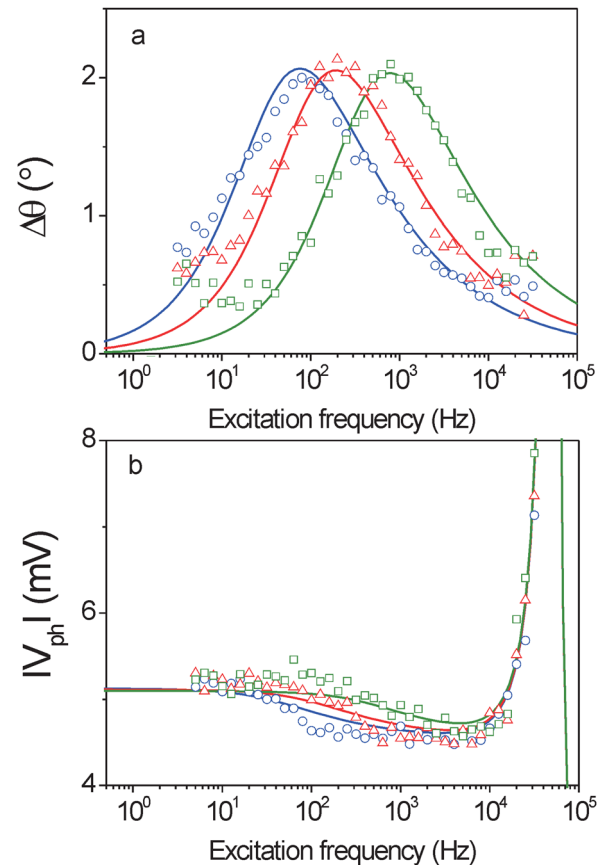 a
2
1
0
Δθ (°)
10⁰ 10¹ 10² 10³ 10⁴ 10⁵
Excitation frequency (Hz)
b
8
6
4
|Vₚₕ| (mV)
10⁰ 10¹ 10² 10³ 10⁴ 10⁵
Excitation frequency (Hz)